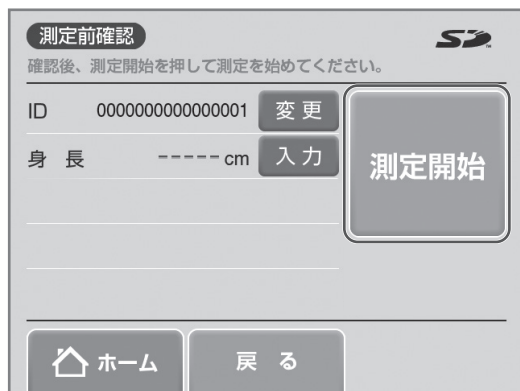 測定前確認
SD
確認後、測定開始を押して測定を始めてください。
ID 0000000000000001 変更
身 長 -----cm 入力
測定開始
ホーム 戻 る